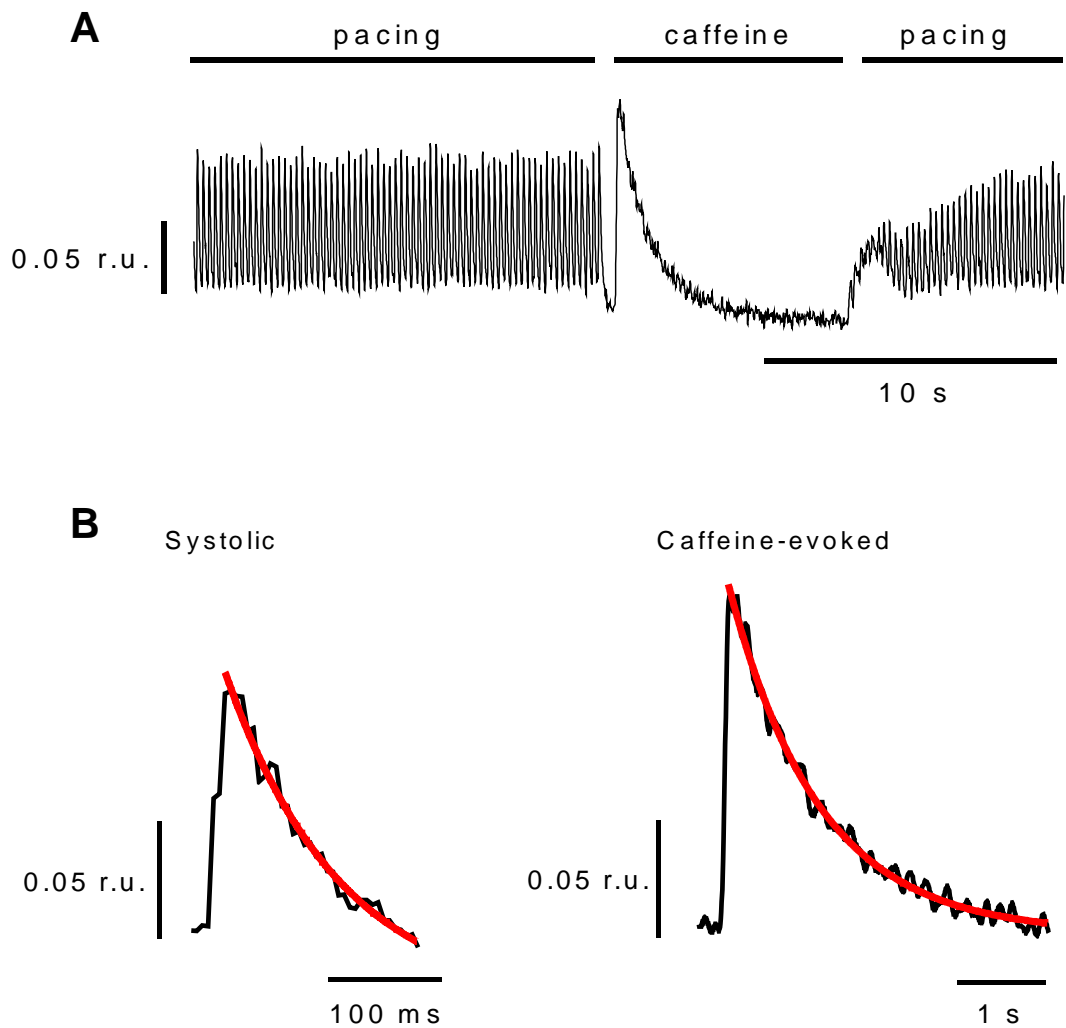 A
pacing caffeine pacing
0.05 r.u.
10 s
B
Systolic Caffeine-evoked
0.05 r.u. 0.05 r.u.
100 ms 1 s